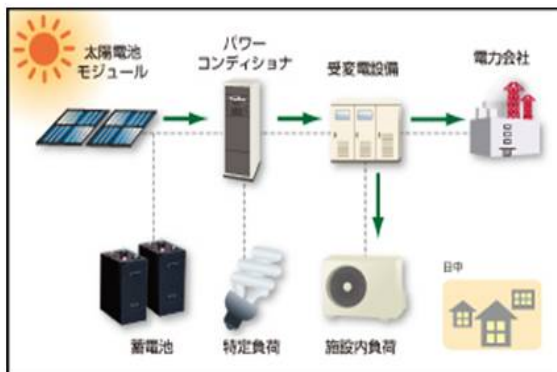 太陽電池
モジュール
パワー
コンディショナ
受変電設備
電力会社
蓄電池
特定負荷
施設内負荷
日中